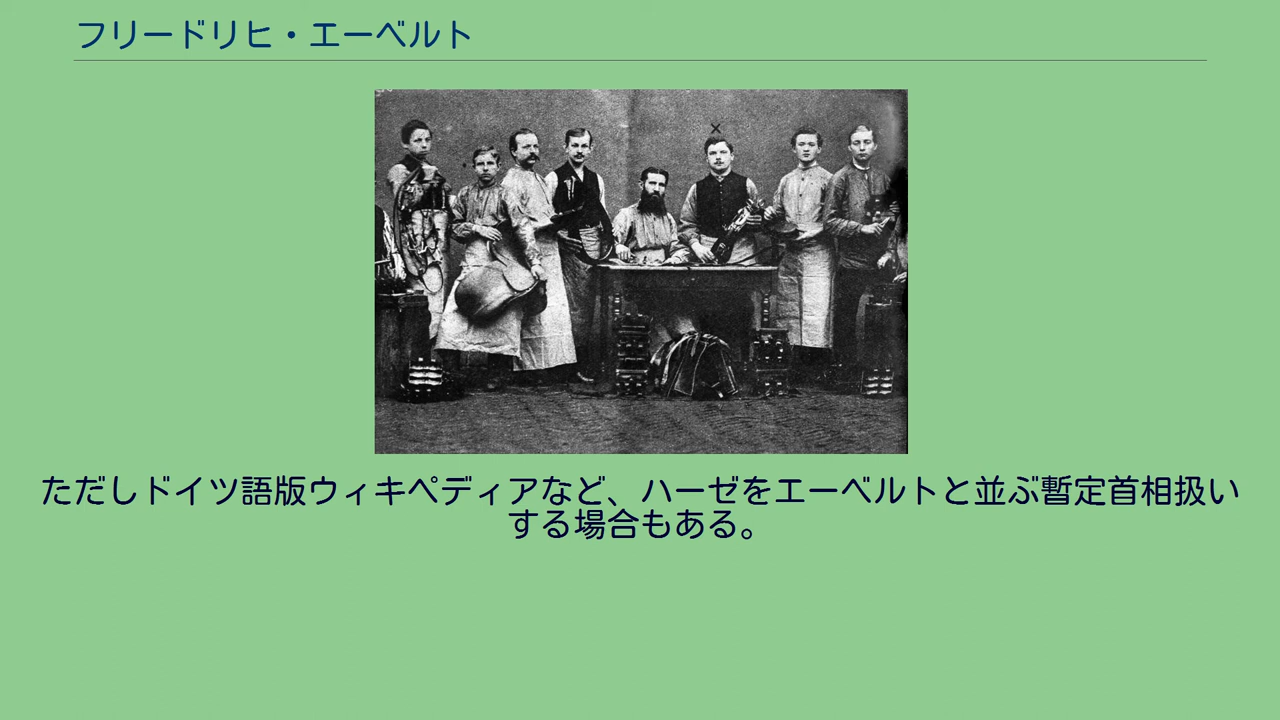 フリードリヒ・エーベルト
ただしドイツ語版ウィキペディアなど、ハーゼをエーベルトと並ぶ暫定首相扱い
する場合もある。